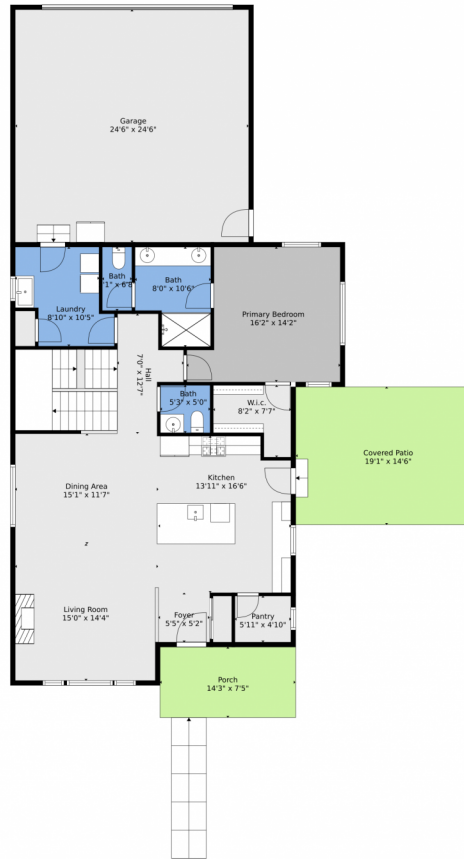 Garage
24'6" x 24'6"
Bath
1" x 6'8
Bath
8'0" x 10'6"
Laundry
8'10" x 10'5"
Primary Bedroom
16'2" x 14'2"
Hall
7'0" x 12'7"
Bath
5'3" x 5'0"
W.i.c.
8'2" x 7'7"
Covered Patio
19'1" x 14'6"
Kitchen
13'11" x 16'6"
Dining Area
15'1" x 11'7"
Living Room
15'0" x 14'4"
Foyer
5'5" x 5'2"
Pantry
5'11" x 4'10"
Porch
14'3" x 7'5"